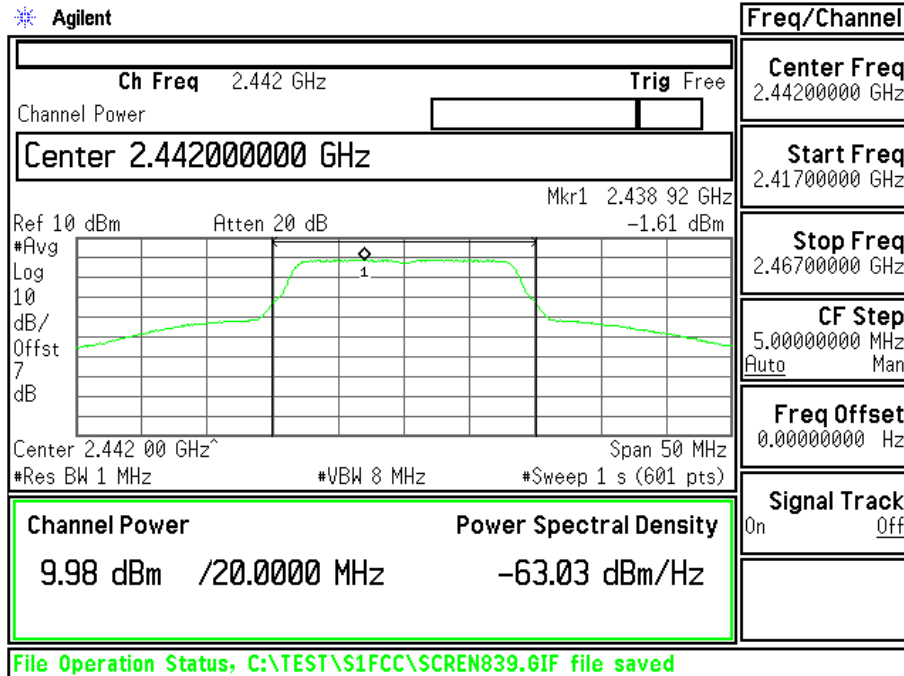 Agilent
Freq/Channel
Ch Freq 2.442 GHz Trig Free
Channel Power
Center 2.442000000 GHz
Mkr1 2.438 92 GHz
Ref 10 dBm Atten 20 dB -1.61 dBm
#Avg
Log
10
dB/
Offst
7
dB
1
Center 2.442 00 GHz^ Span 50 MHz
#Res BW 1 MHz #VBW 8 MHz #Sweep 1 s (601 pts)
Channel Power Power Spectral Density
9.98 dBm /20.0000 MHz -63.03 dBm/Hz
Center Freq
2.44200000 GHz
Start Freq
2.41700000 GHz
Stop Freq
2.46700000 GHz
CF Step
5.00000000 MHz
Auto Man
Freq Offset
0.00000000 Hz
Signal Track
On Off
File Operation Status, C:\TEST\S1FCC\SCREN839.GIF file saved